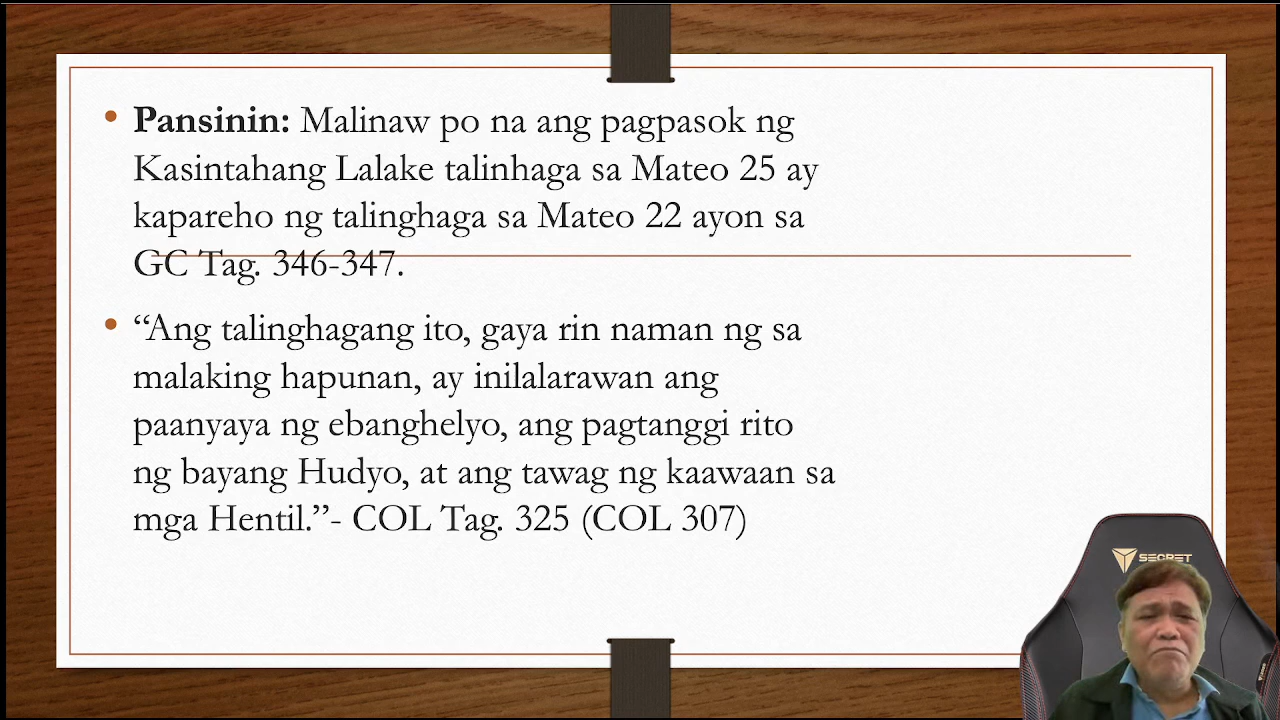 Pansinin: Malinaw po na ang pagpasok ng
Kasintahang Lalake talinhaga sa Mateo 25 ay
kapareho ng talinghaga sa Mateo 22 ayon sa
GC Tag. 346-347.
“Ang talinghagang ito, gaya rin naman ng sa
malaking hapunan, ay inilalarawan ang
paanyaya ng ebanghelyo, ang pagtanggi rito
ng bayang Hudyo, at ang tawag ng kaawaan sa
mga Hentil.”- COL Tag. 325 (COL 307)
SECRET